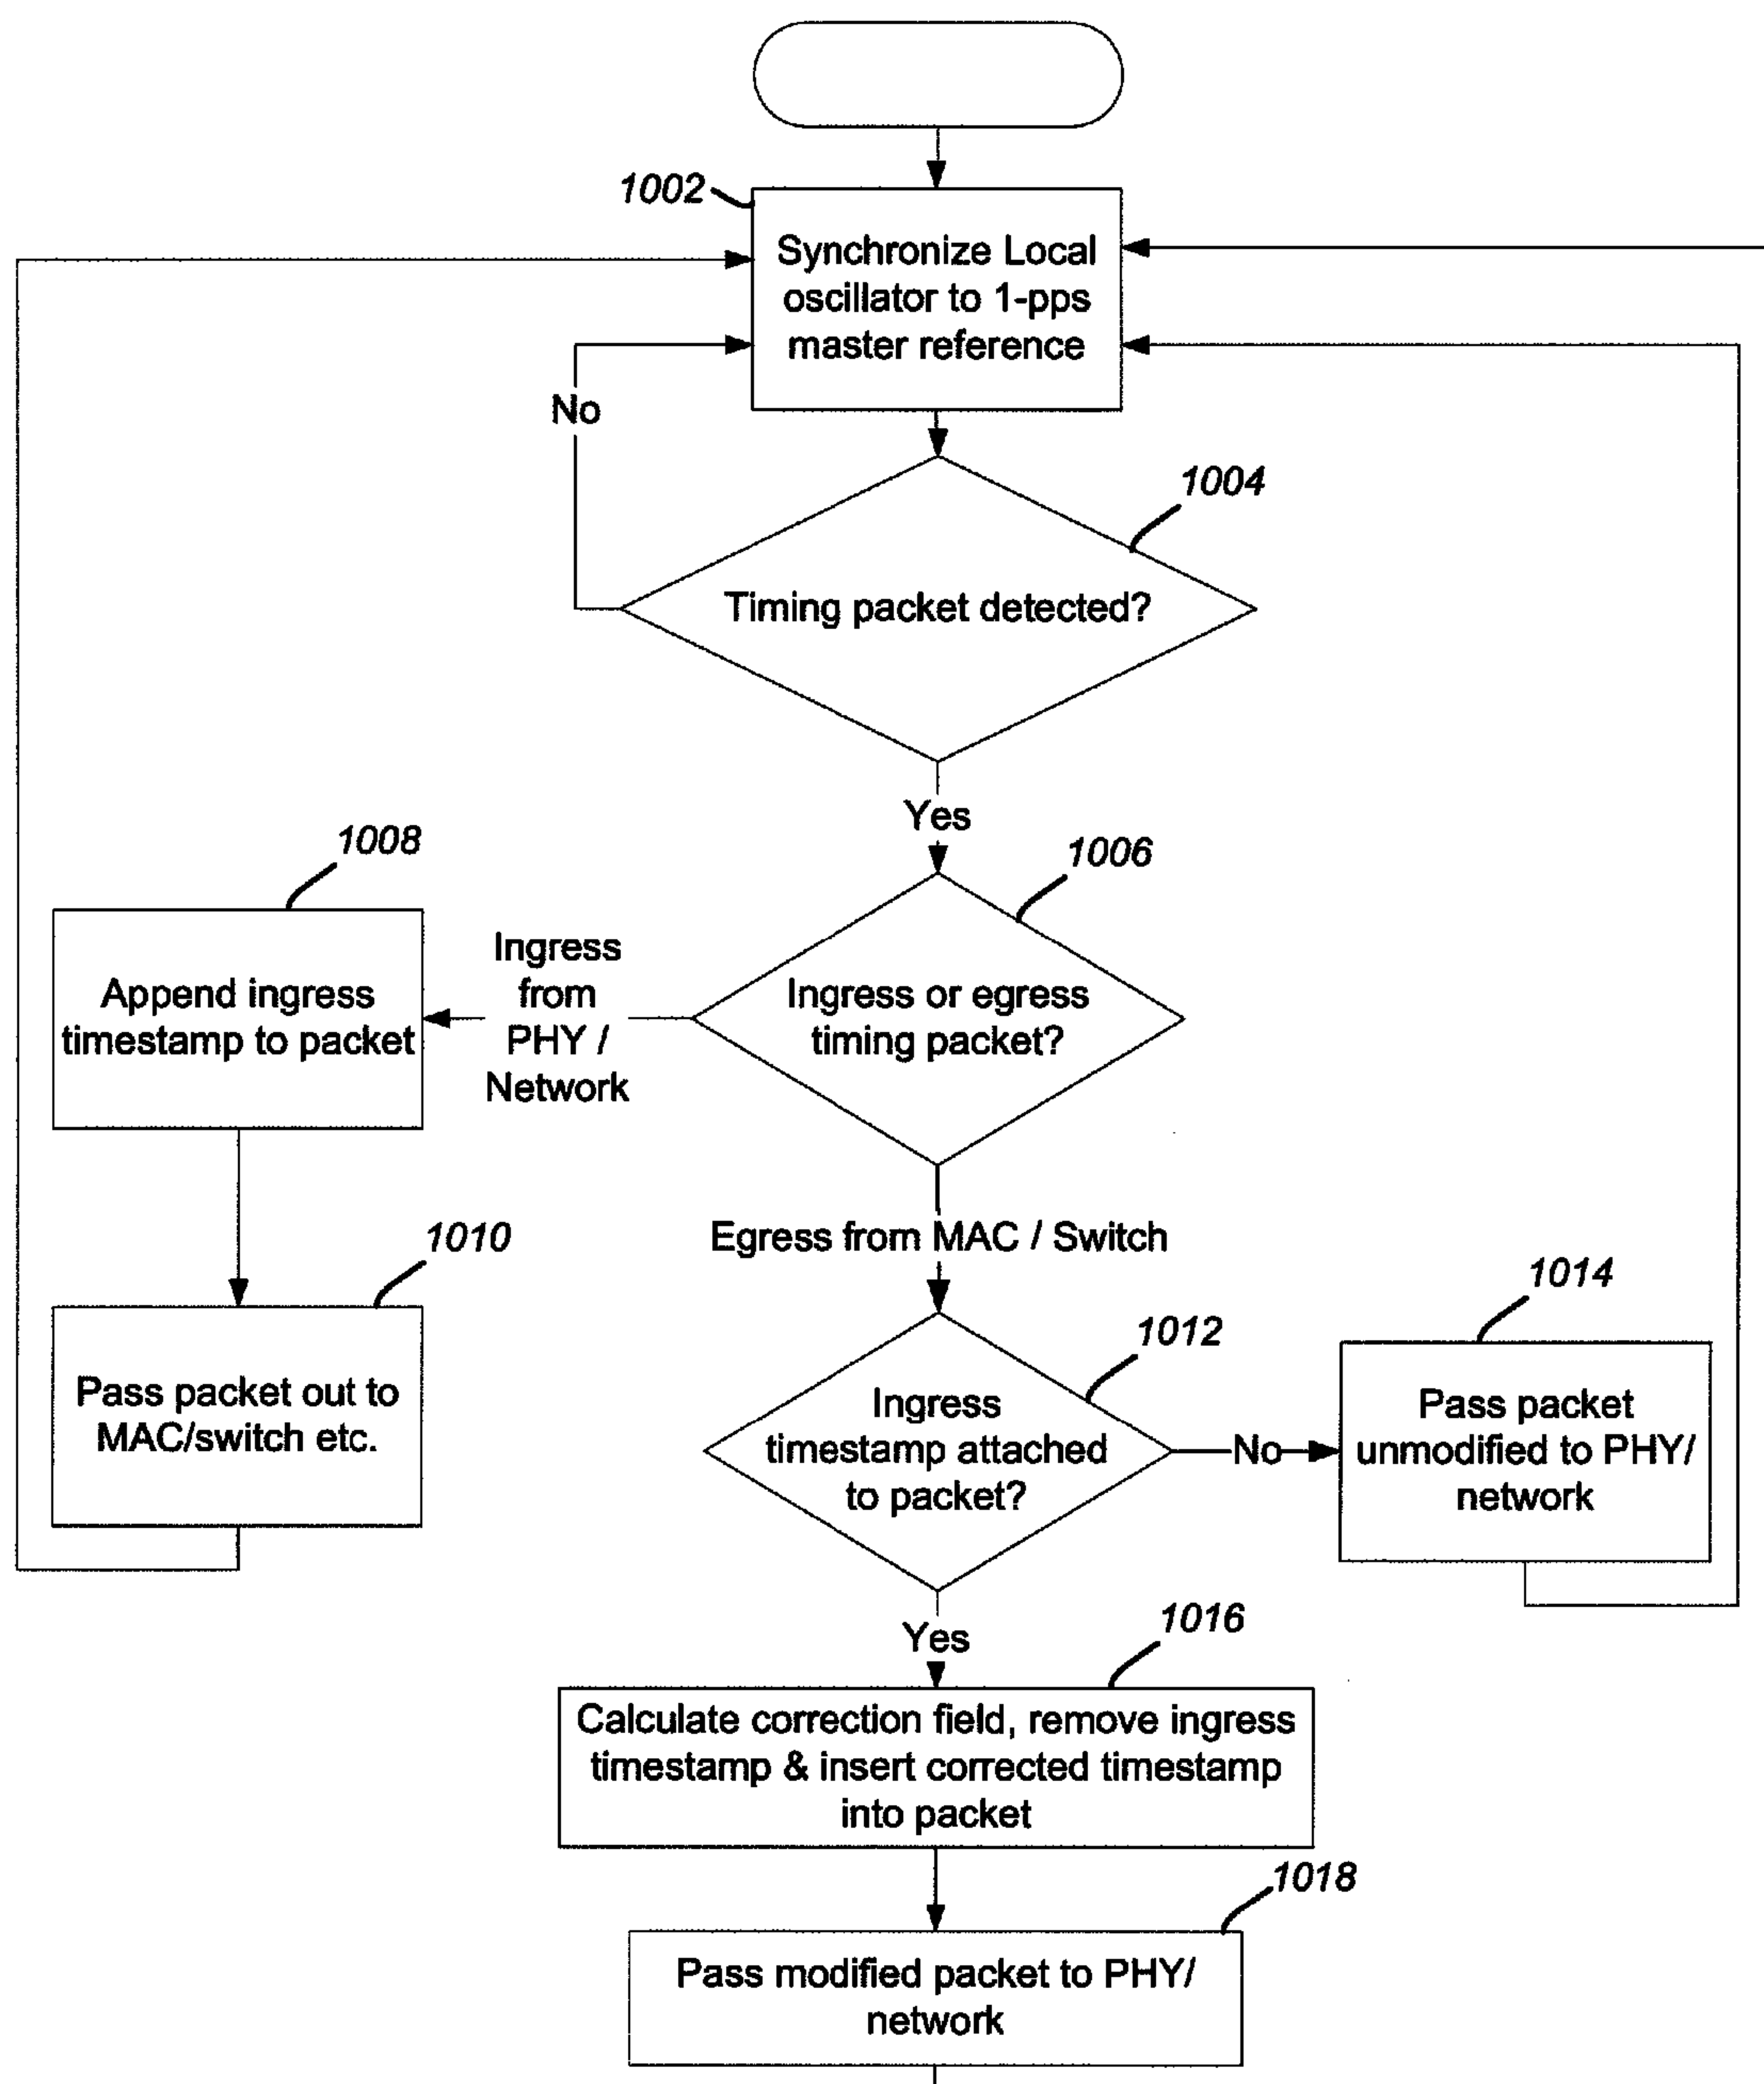 1002
Synchronize Local
oscillator to 1-pps
master reference
No
1004
Timing packet detected?
Yes
1008
1006
Append ingress
timestamp to packet
Ingress
from
PHY /
Network
Ingress or egress
timing packet?
1010
Egress from MAC / Switch
1014
1012
Pass packet out to
MAC/switch etc.
Ingress
timestamp attached
to packet?
No
Pass packet
unmodified to PHY/
network
Yes
1016
Calculate correction field, remove ingress
timestamp & insert corrected timestamp
into packet
1018
Pass modified packet to PHY/
network